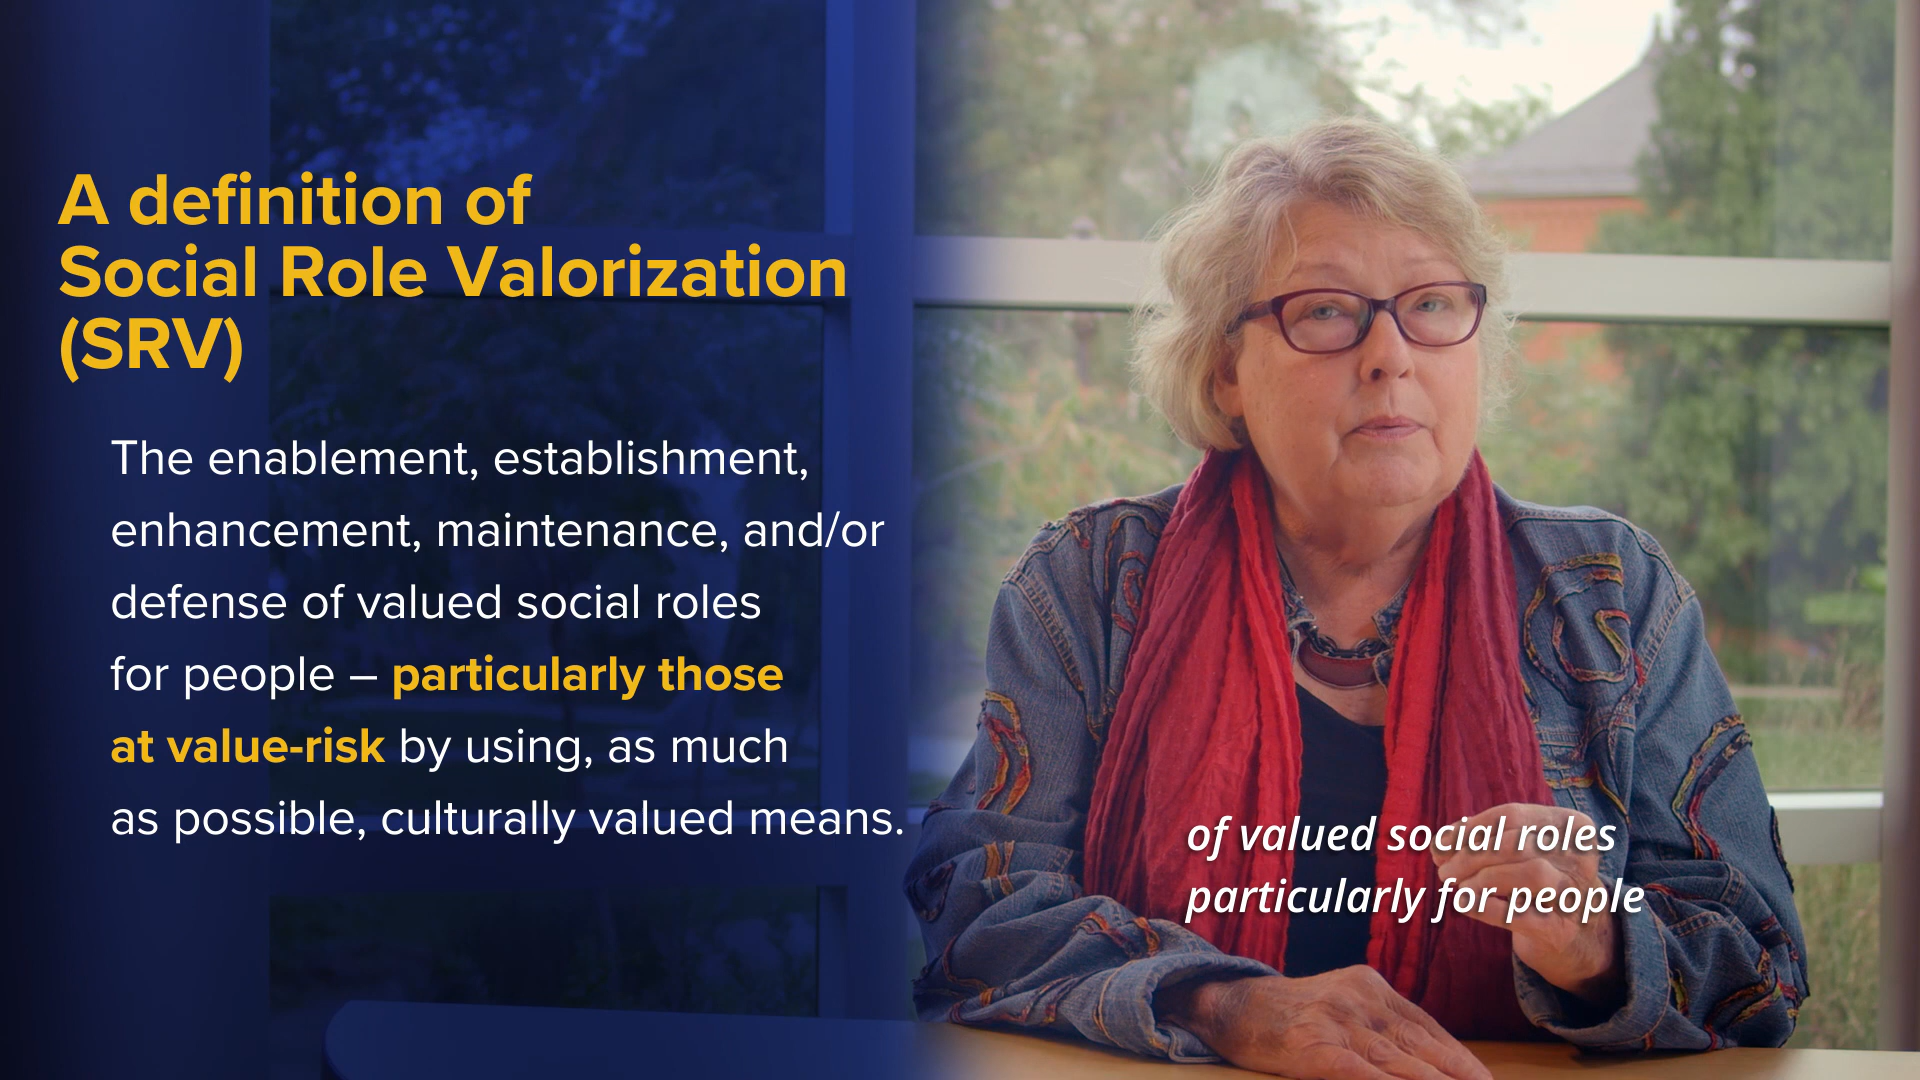 A definition of
Social Role Valorization
(SRV)
The enablement, establishment,
enhancement, maintenance, and/or
defense of valued social roles
for people – particularly those
at value-risk by using, as much
as possible, culturally valued means.
of valued social roles
particularly for people